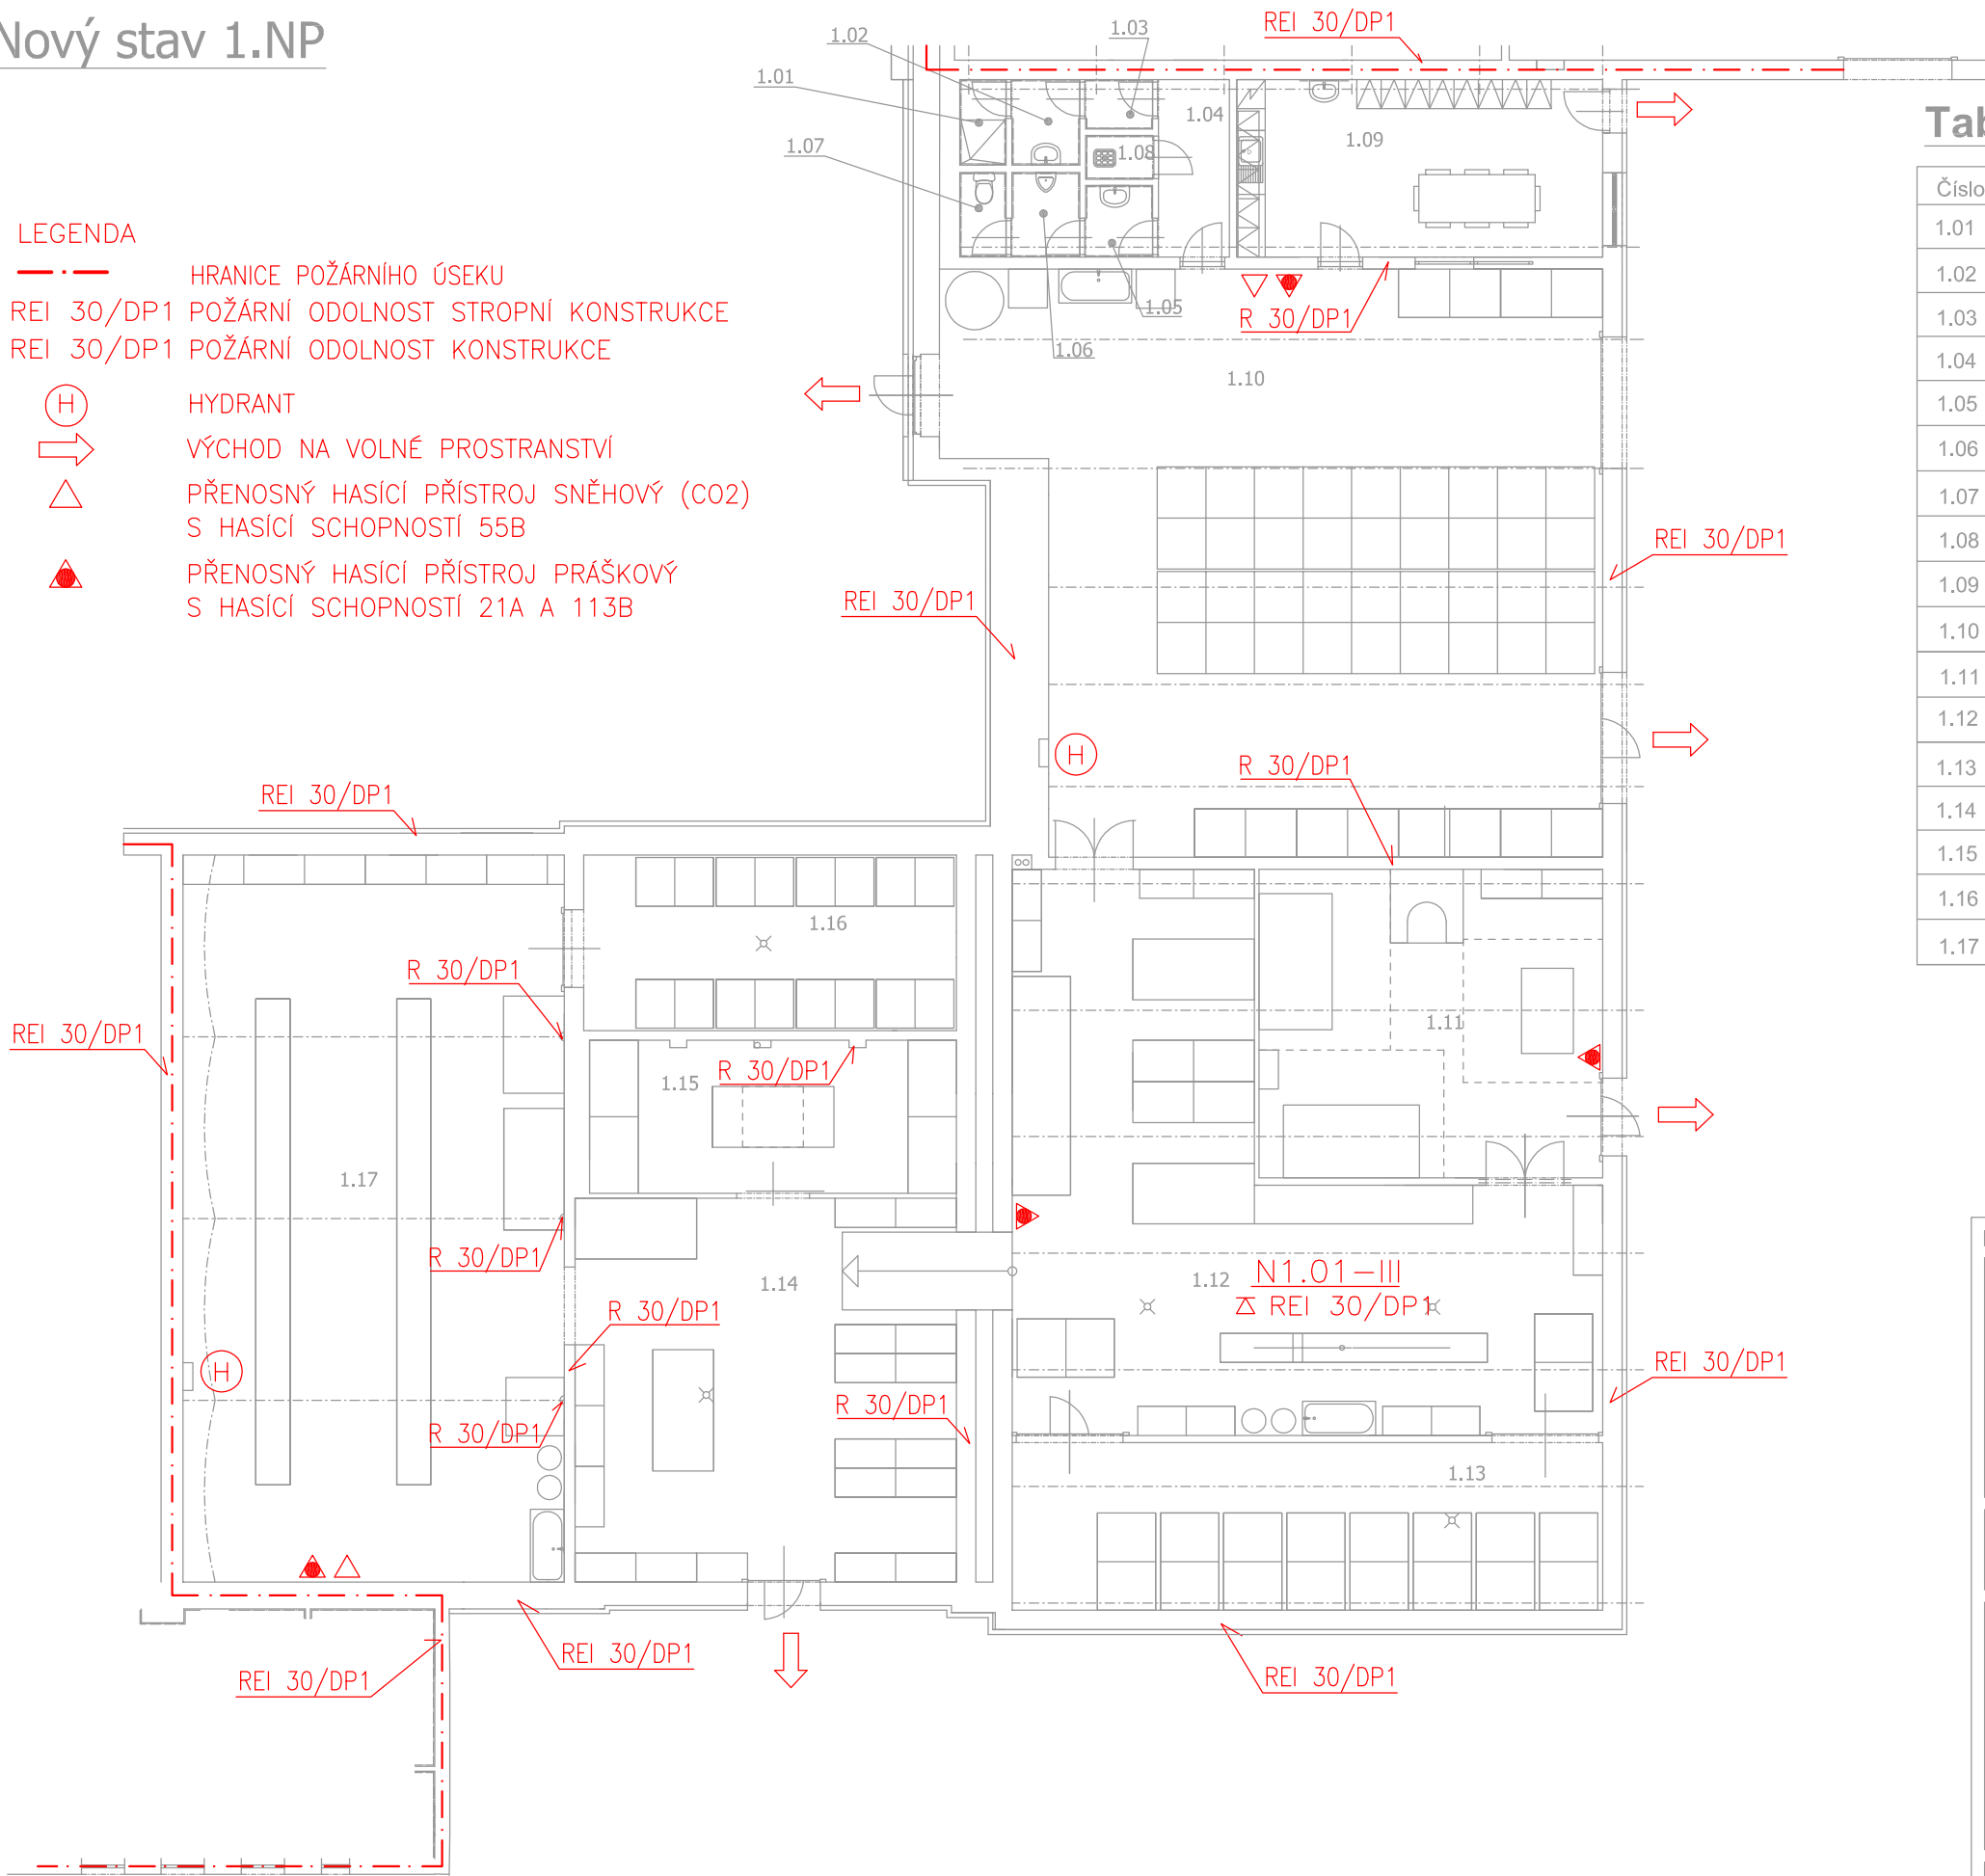 Nový stav 1.NP
LEGENDA
HRANICE POŽÁRNÍHO ÚSEKU
REI 30/DP1 POŽÁRNÍ ODOLNOST STROPNÍ KONSTRUKCE
REI 30/DP1 POŽÁRNÍ ODOLNOST KONSTRUKCE
H HYDRANT
VÝCHOD NA VOLNÉ PROSTRANSTVÍ
PŘENOSNÝ HASÍCÍ PŘÍSTROJ SNĚHOVÝ (CO2)
S HASÍCÍ SCHOPNOSTÍ 55B
PŘENOSNÝ HASÍCÍ PŘÍSTROJ PRÁŠKOVÝ
S HASÍCÍ SCHOPNOSTÍ 21A A 113B
REI 30/DP1
1.02
1.03
1.01
1.04
1.07
1.08
1.09
1.05
R 30/DP1
1.06
1.10
REI 30/DP1
REI 30/DP1
H
R 30/DP1
REI 30/DP1
1.16
R 30/DP1
REI 30/DP1
1.11
R 30/DP1
1.15
1.17
R 30/DP1
1.14
1.12
N1.01-III
REI 30/DP1
R 30/DP1
H
REI 30/DP1
R 30/DP1
R 30/DP1
1.13
REI 30/DP1
REI 30/DP1
REI 30/DP1
Tab
Číslo
1.01
1.02
1.03
1.04
1.05
1.06
1.07
1.08
1.09
1.10
1.11
1.12
1.13
1.14
1.15
1.16
1.17